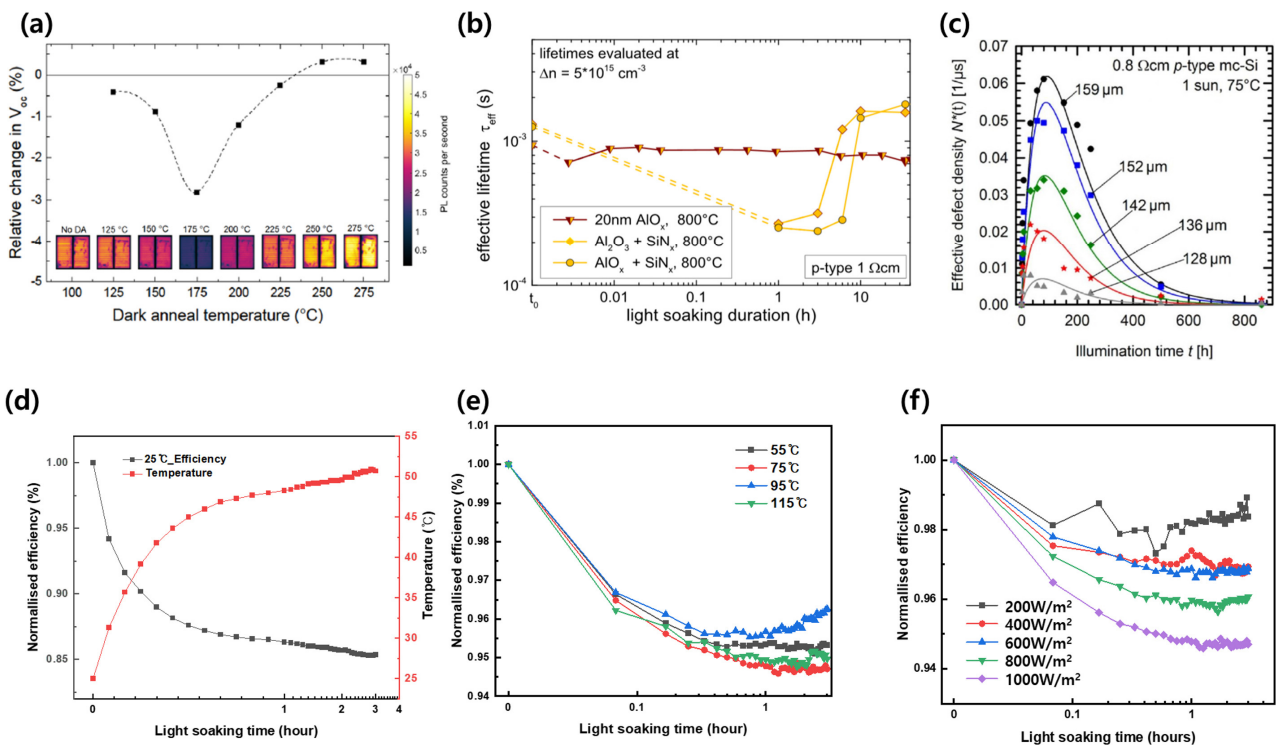 (a)
Relative change in Voc (%)
0
-1
-2
-3
-4
-5
No DA
125 °C
150 °C
175 °C
200 °C
225 °C
250 °C
275 °C
100
125
150
175
200
225
250
275
Dark anneal temperature (°C)
×10⁴
5
4
3
2
1
PL counts per second
(b)
lifetimes evaluated at
Δn = 5*10¹⁵ cm⁻³
effective lifetime τeff (s)
10⁻³
10⁻⁴
20nm AlOx, 800°C
Al2O3 + SiNx, 800°C
AlOx + SiNx, 800°C
p-type 1 Ωcm
t0
0.01
0.1
1
10
light soaking duration (h)
(c)
Effective defect density N*(t) [1/μs]
0.07
0.06
0.05
0.04
0.03
0.02
0.01
0.00
0.8 Ωcm p-type mc-Si
1 sun, 75°C
159 μm
152 μm
142 μm
136 μm
128 μm
0
200
400
600
800
Illumination time t [h]
(d)
Normallised efficiency (%)
1.00
0.95
0.90
0.85
25℃_Efficiency
Temperature
55
50
45
40
35
30
25
Temperature (℃)
0
1
2
3
4
Light soaking time (hour)
(e)
Normalised efficiency (%)
1.01
1.00
0.99
0.98
0.97
0.96
0.95
0.94
55℃
75℃
95℃
115℃
0
0.1
1
Light soaking time (hour)
(f)
Normalised efficiency
1.00
0.98
0.96
0.94
200W/m²
400W/m²
600W/m²
800W/m²
1000W/m²
0
0.1
1
Light soaking time (hours)